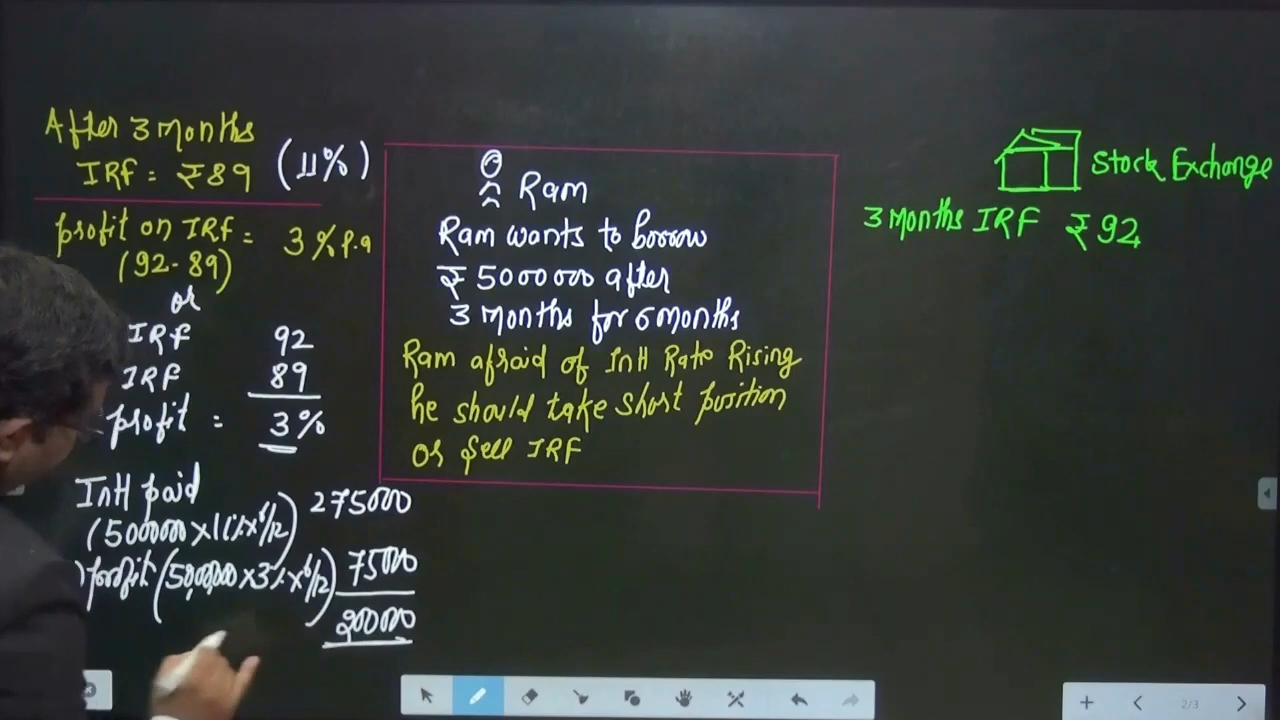 After 3 Months
IRF = ₹89 (11%)
profit on IRF = 3% p.a
(92-89)
or
IRF 92
IRF 89
profit = 3%
Intt paid
(5000000 x 11% x 6/12) 275000
profit (5000000 x 3% x 6/12) 75000
200000
Ram
Ram wants to borrow
₹ 5000000 after
3 Months for 6 months
Ram afraid of Intt Rate Rising
he should take short position
or sell IRF
Stock Exchange
3 Months IRF ₹92
2/3